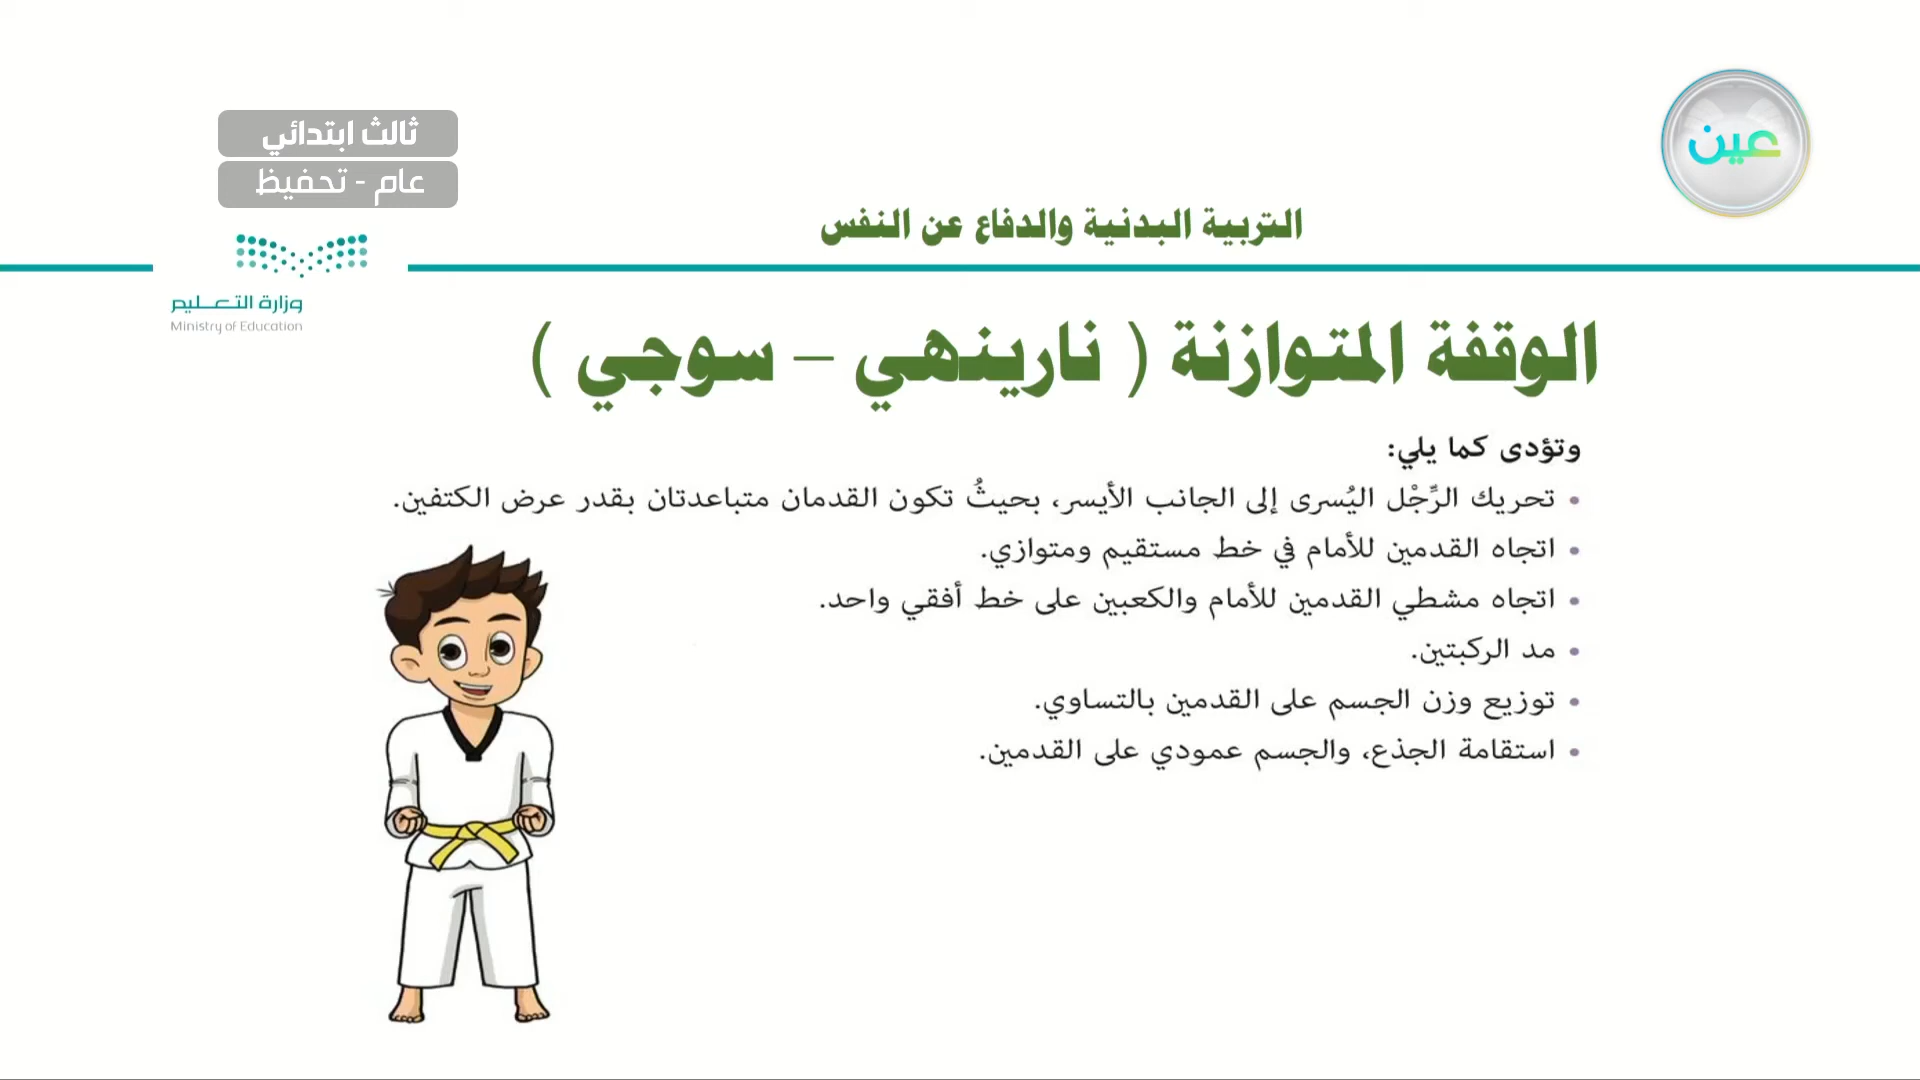 عين
ثالث ابتدائي
عام - تحفيظ
التربية البدنية والدفاع عن النفس
وزارة التعليم
Ministry of Education
الوقفة المتوازنة ( نارينهي – سوجي )
وتؤدى كما يلي:
• تحريك الرِّجْل اليُسرى إلى الجانب الأيسر، بحيثُ تكون القدمان متباعدتان بقدر عرض الكتفين.
• اتجاه القدمين للأمام في خط مستقيم ومتوازي.
• اتجاه مشطي القدمين للأمام والكعبين على خط أفقي واحد.
• مد الركبتين.
• توزيع وزن الجسم على القدمين بالتساوي.
• استقامة الجذع، والجسم عمودي على القدمين.